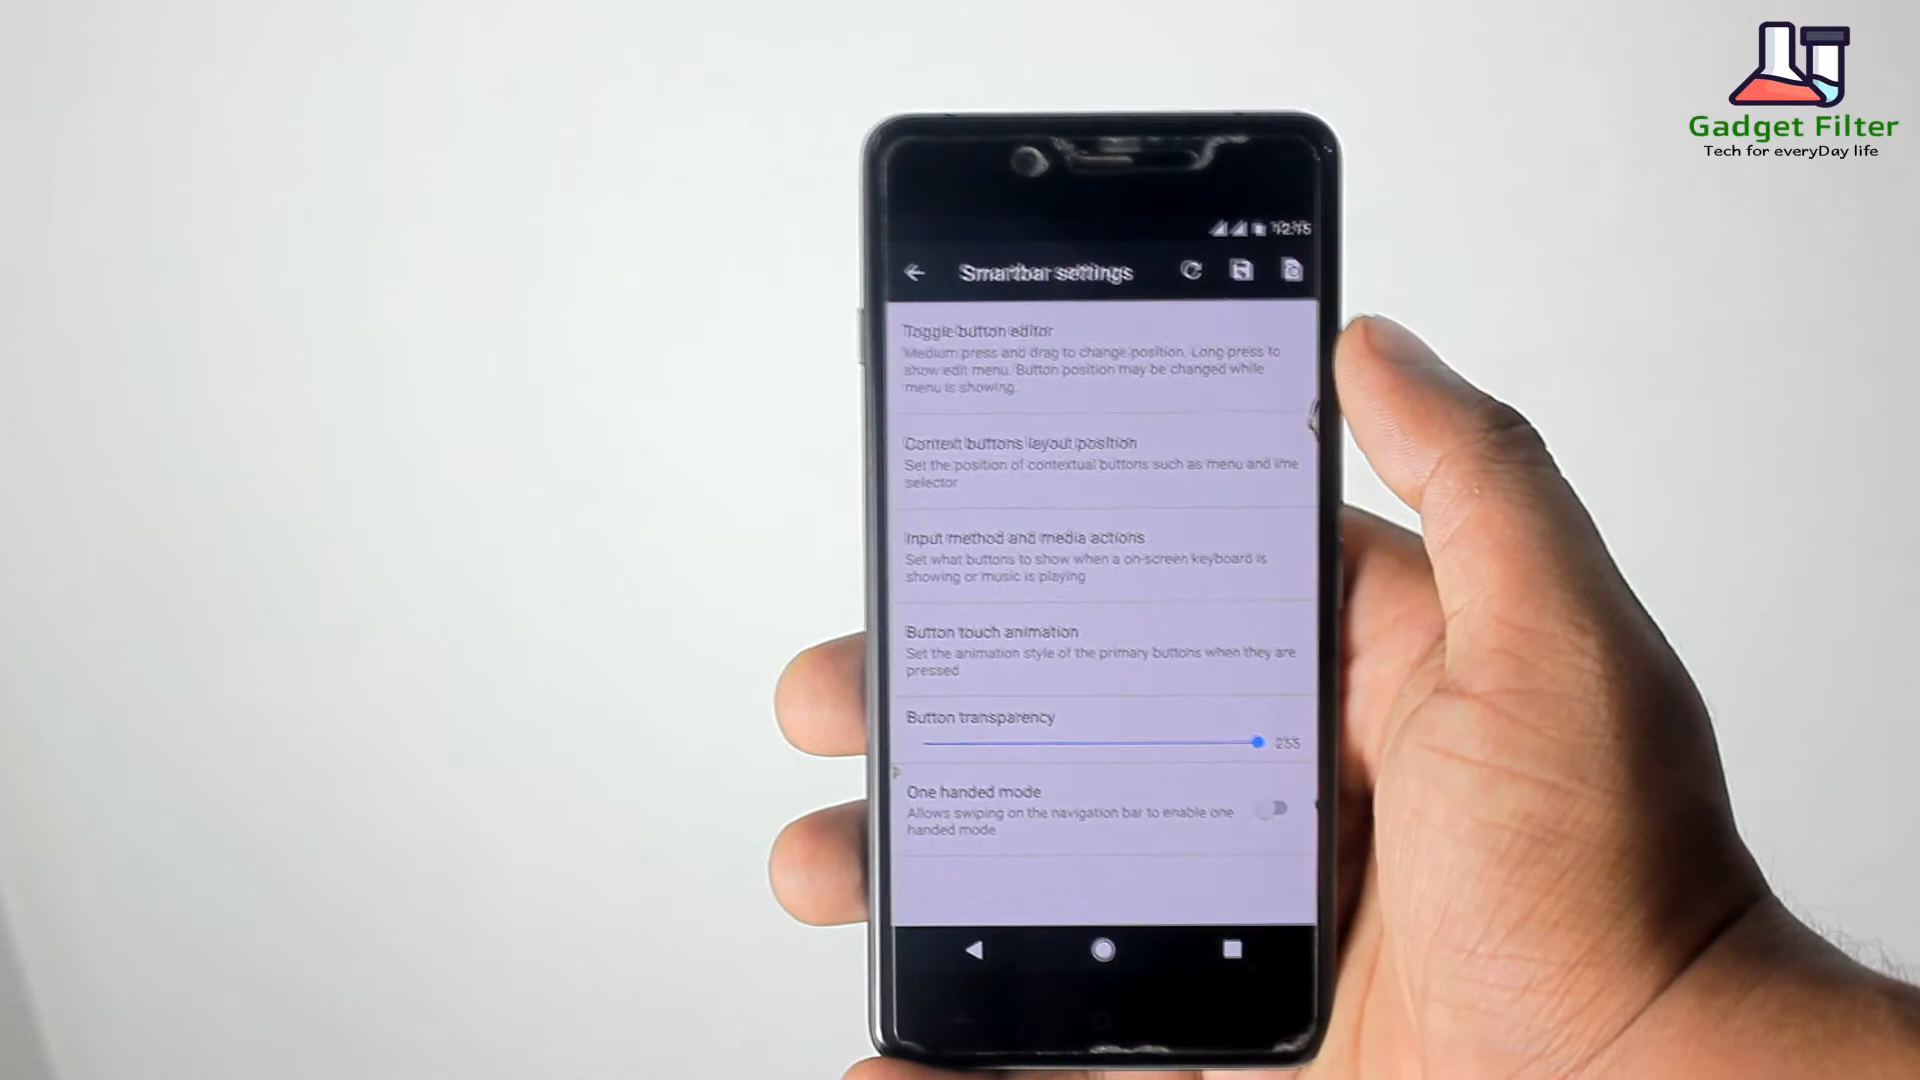 Gadget Filter
Tech for everyDay life
Smartbar settings
Toggle button editor
Medium press and drag to change position. Long press to
show edit menu. Button position may be changed while
menu is showing.
Context buttons layout position
Set the position of contextual buttons such as menu and ime
selector
Input method and media actions
Set what buttons to show when a on-screen keyboard is
showing or music is playing
Button touch animation
Set the animation style of the primary buttons when they are
pressed
Button transparency
255
One handed mode
Allows swiping on the navigation bar to enable one
handed mode